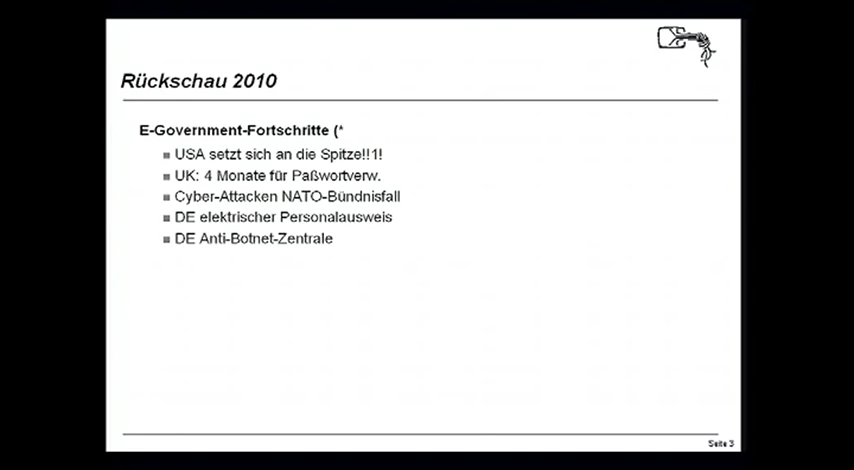 Rückschau 2010
E-Government-Fortschritte (*
USA setzt sich an die Spitze!!1!
UK: 4 Monate für Paßwortverw.
Cyber-Attacken NATO-Bündnisfall
DE elektrischer Personalausweis
DE Anti-Botnet-Zentrale
Seite 3